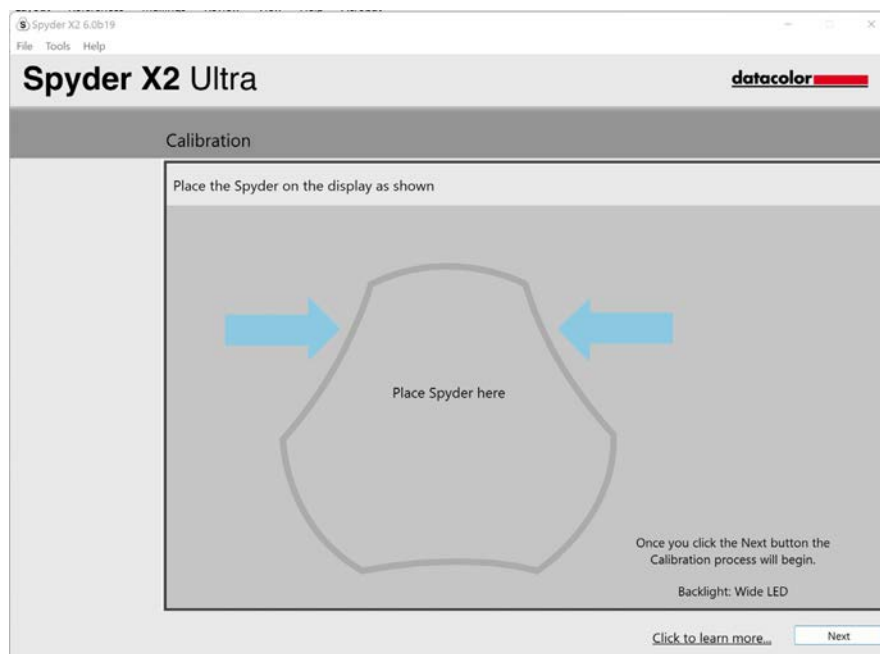 Spyder X2 6.0b19
File Tools Help
Spyder X2 Ultra
datacolor
Calibration
Place the Spyder on the display as shown
Place Spyder here
Once you click the Next button the
Calibration process will begin.
Backlight: Wide LED
Click to learn more...
Next